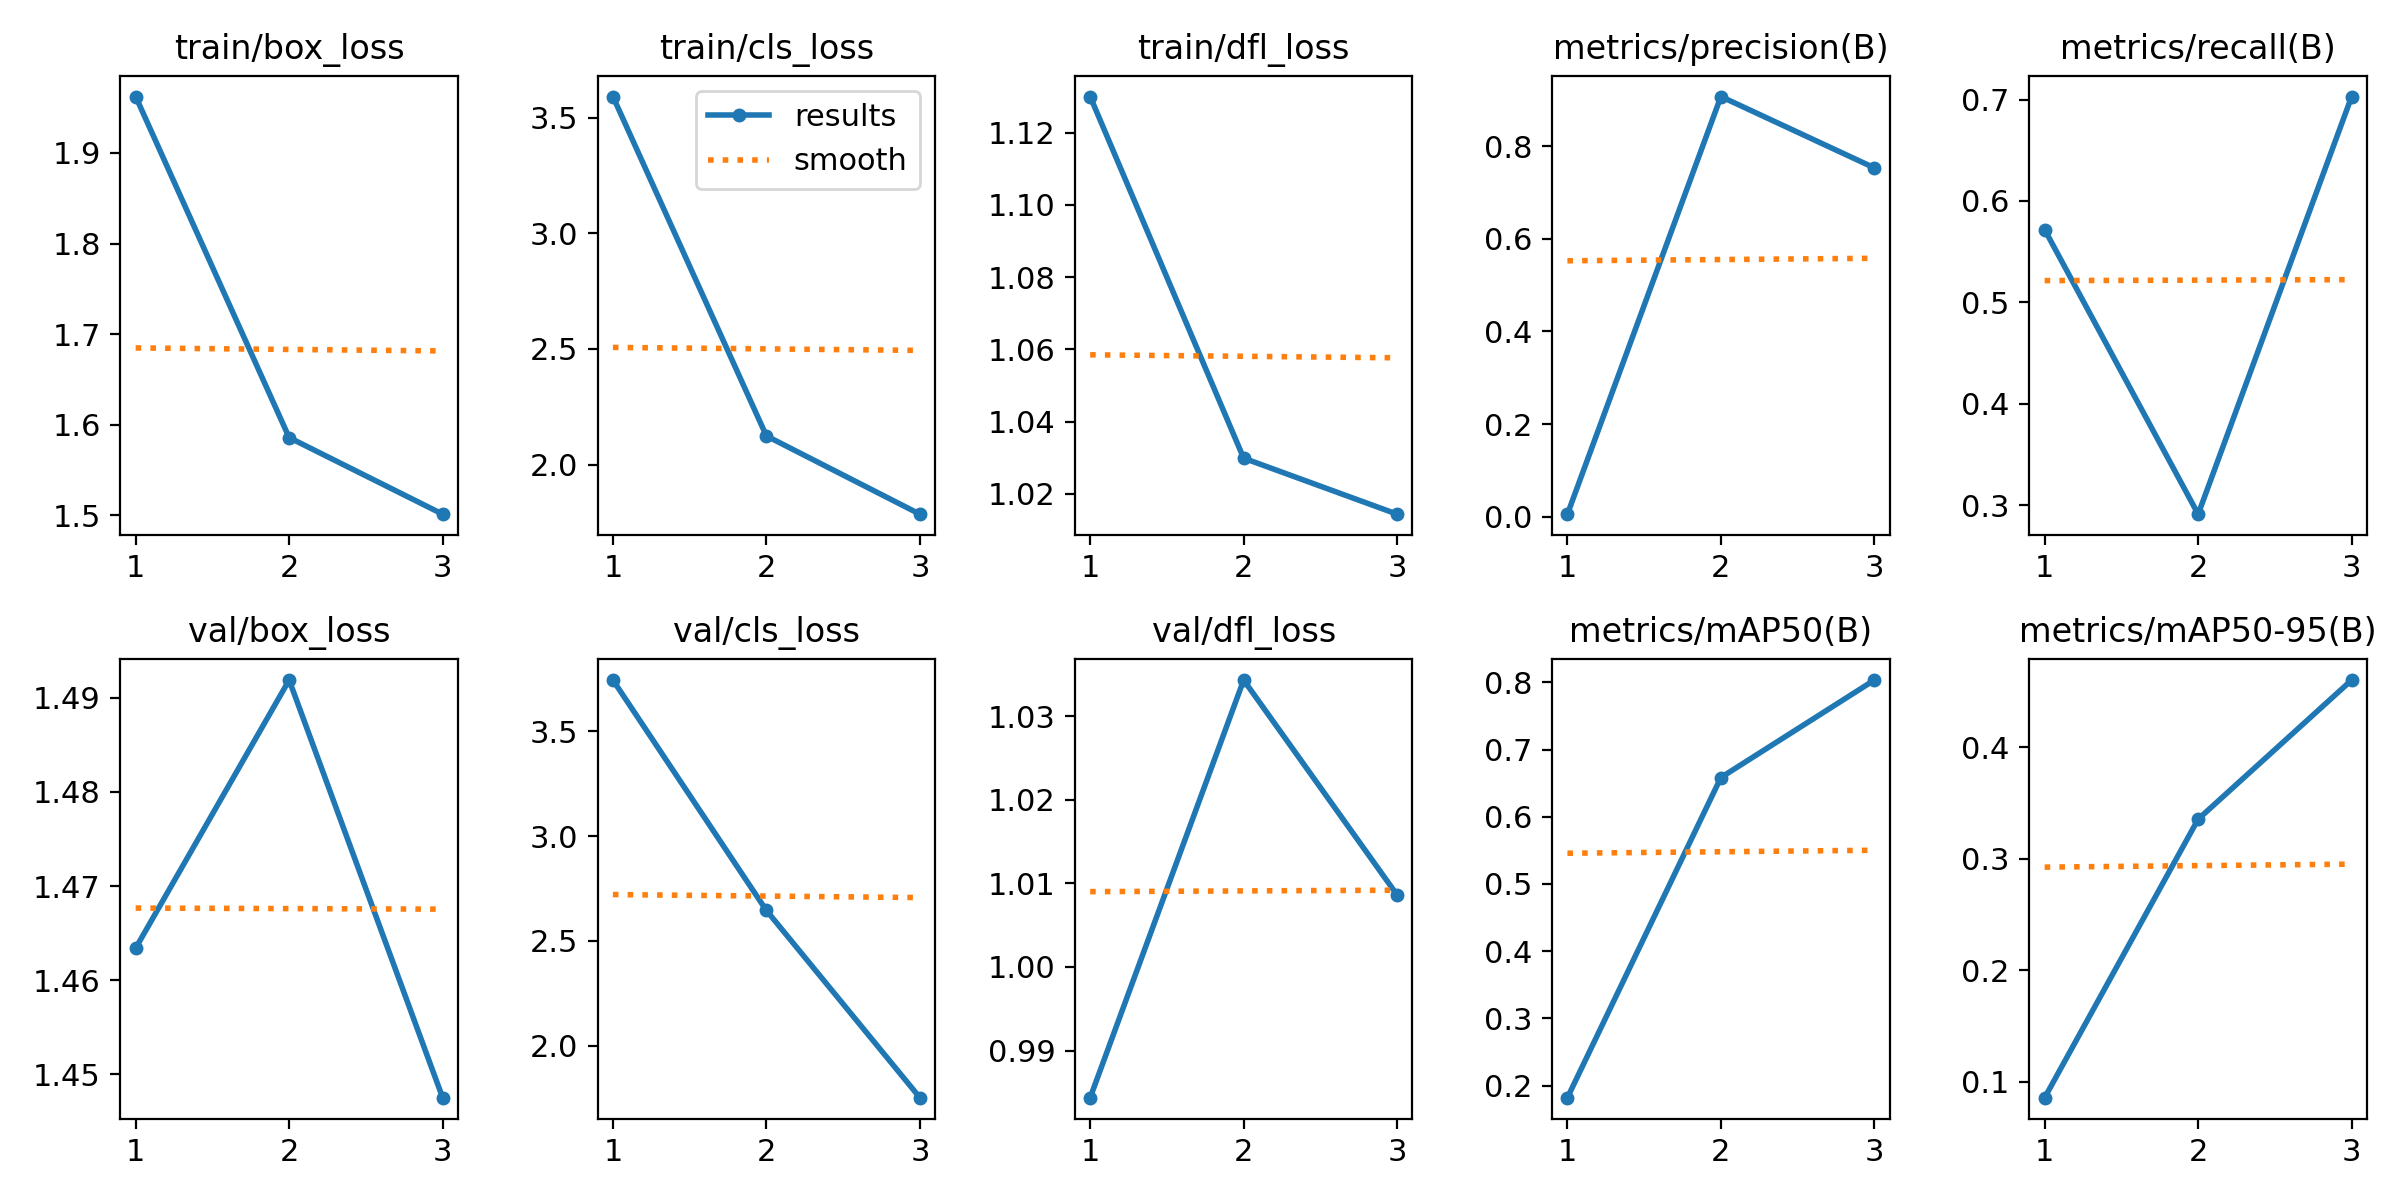 train/box_loss
1.9
1.8
1.7
1.6
1.5
1 2 3
train/cls_loss
results
smooth
3.5
3.0
2.5
2.0
1 2 3
train/dfl_loss
1.12
1.10
1.08
1.06
1.04
1.02
1 2 3
metrics/precision(B)
0.8
0.6
0.4
0.2
0.0
1 2 3
metrics/recall(B)
0.7
0.6
0.5
0.4
0.3
1 2 3
val/box_loss
1.49
1.48
1.47
1.46
1.45
1 2 3
val/cls_loss
3.5
3.0
2.5
2.0
1 2 3
val/dfl_loss
1.03
1.02
1.01
1.00
0.99
1 2 3
metrics/mAP50(B)
0.8
0.7
0.6
0.5
0.4
0.3
0.2
1 2 3
metrics/mAP50-95(B)
0.4
0.3
0.2
0.1
1 2 3